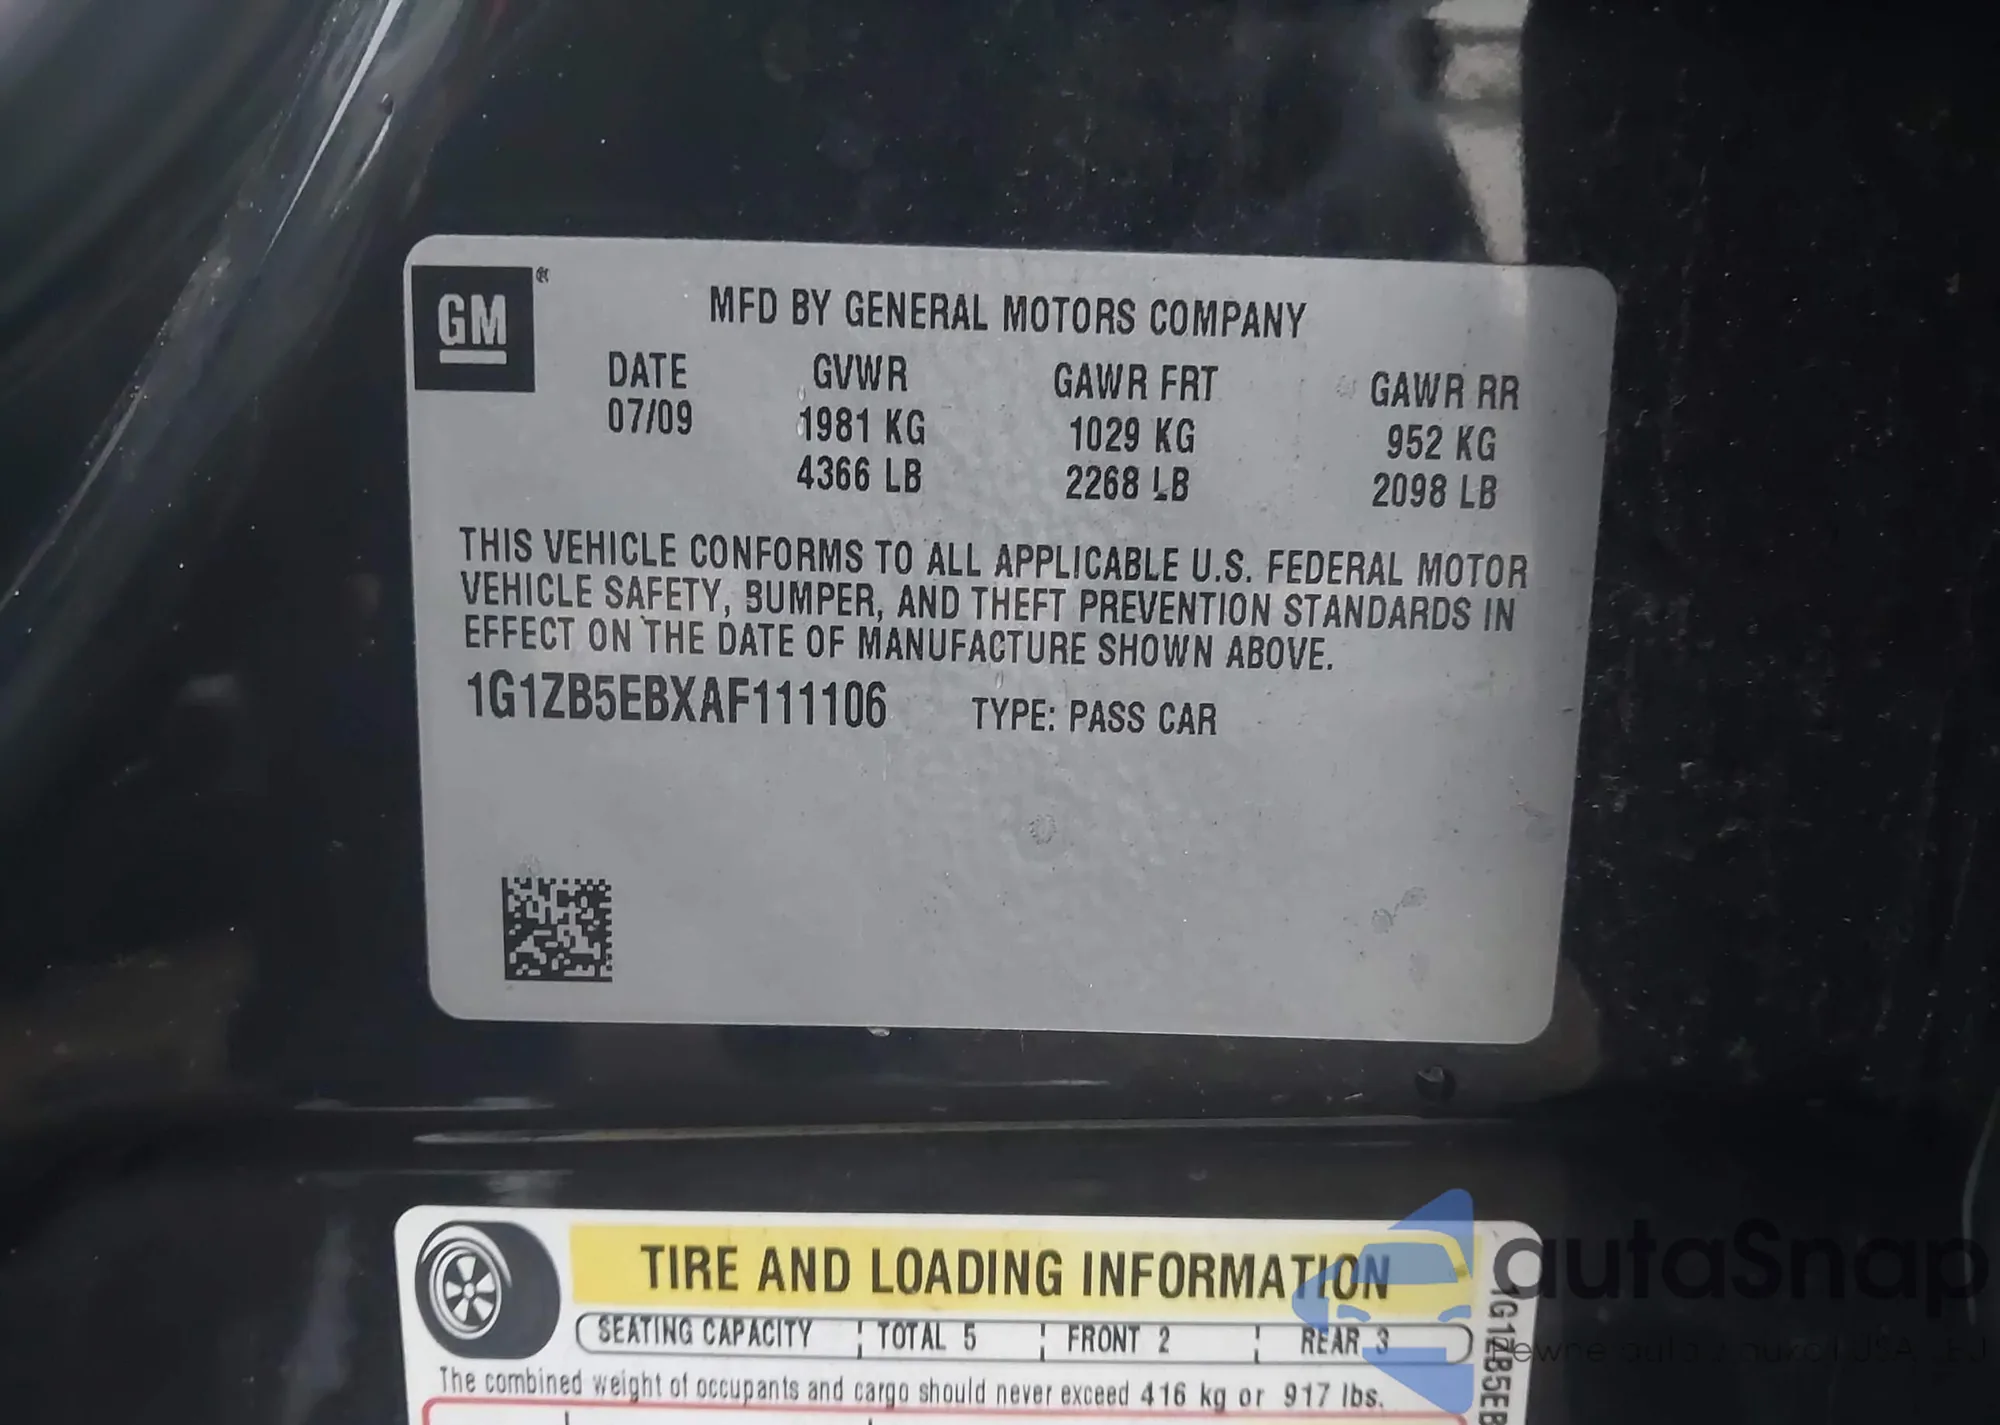 GM
MFD BY GENERAL MOTORS COMPANY
DATE GVWR GAWR FRT GAWR RR
07/09 1981 KG 1029 KG 952 KG
4366 LB 2268 LB 2098 LB
THIS VEHICLE CONFORMS TO ALL APPLICABLE U.S. FEDERAL MOTOR
VEHICLE SAFETY, BUMPER, AND THEFT PREVENTION STANDARDS IN
EFFECT ON THE DATE OF MANUFACTURE SHOWN ABOVE.
1G1ZB5EBXAF111106 TYPE: PASS CAR
TIRE AND LOADING INFORMATION
SEATING CAPACITY TOTAL 5 FRONT 2 REAR 3
The combined weight of occupants and cargo should never exceed 416 kg or 917 lbs.
1G1ZB5EB
autaSnap